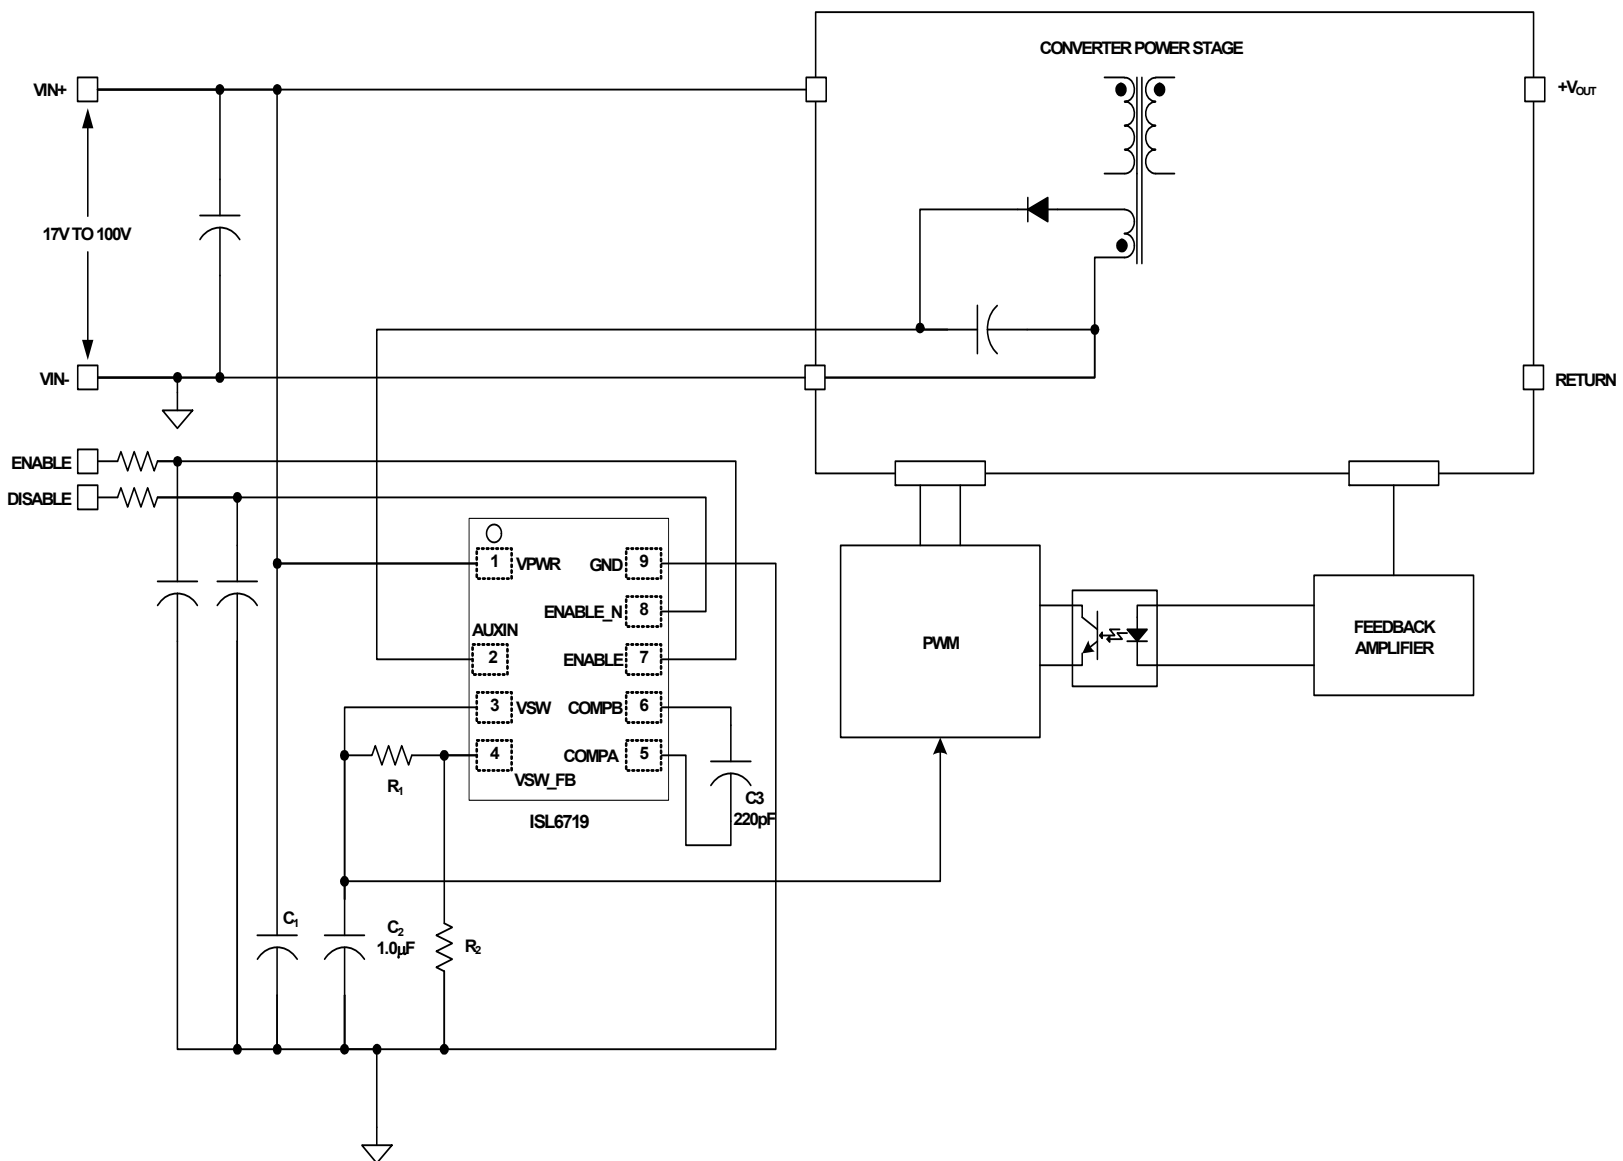 CONVERTER POWER STAGE
VIN+
+VOUT
17V TO 100V
VIN-
RETURN
ENABLE
DISABLE
1 VPWR
GND 9
ENABLE_N 8
AUXIN
2
ENABLE 7
3 VSW
COMPB 6
4
VSW_FB
COMPA 5
R1
C3
220pF
ISL6719
PWM
FEEDBACK
AMPLIFIER
C1
C2
1.0µF
R2